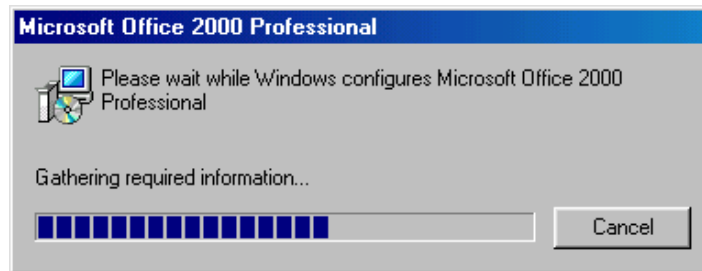 Microsoft Office 2000 Professional
Please wait while Windows configures Microsoft Office 2000
Professional
Gathering required information...
Cancel